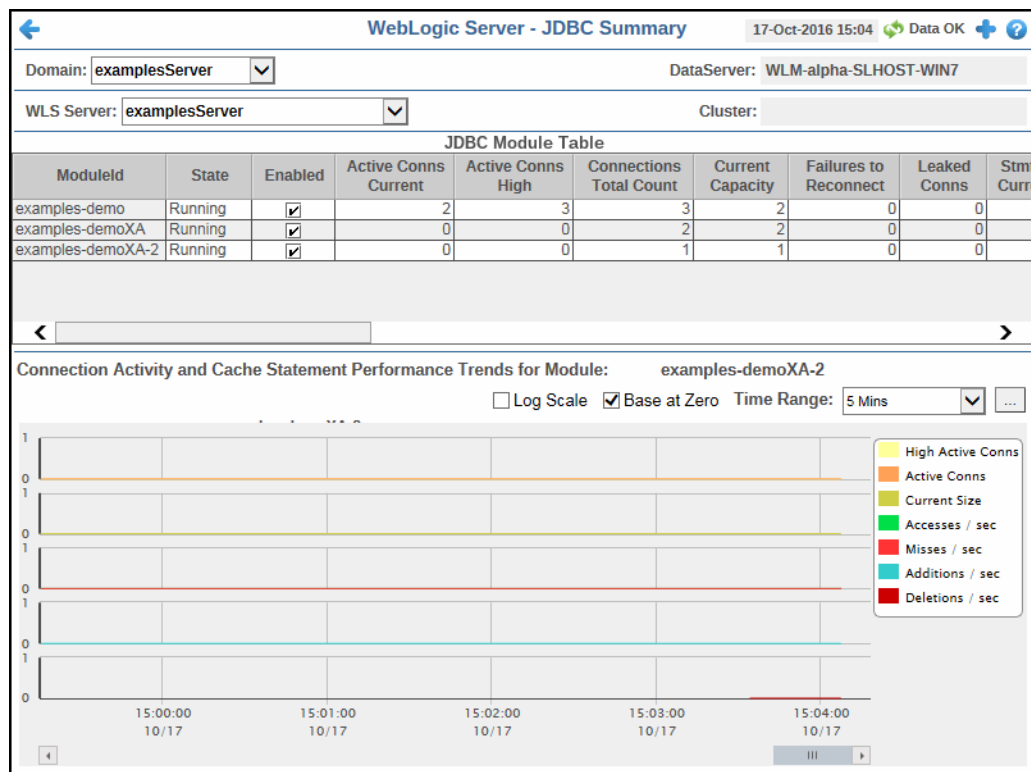 WebLogic Server - JDBC Summary 17-Oct-2016 15:04 Data OK
Domain: examplesServer DataServer: WLM-alpha-SLHOST-WIN7
WLS Server: examplesServer Cluster:
JDBC Module Table
ModuleId State Enabled Active Conns Current Active Conns High Connections Total Count Current Capacity Failures to Reconnect Leaked Conns
examples-demo Running 2 3 3 2 0 0
examples-demoXA Running 0 0 2 2 0 0
examples-demoXA-2 Running 0 0 1 1 0 0
Connection Activity and Cache Statement Performance Trends for Module: examples-demoXA-2
Log Scale Base at Zero Time Range: 5 Mins ...
1
0
1
0
1
0
1
0
1
0
High Active Conns
Active Conns
Current Size
Accesses / sec
Misses / sec
Additions / sec
Deletions / sec
15:00:00 15:01:00 15:02:00 15:03:00 15:04:00
10/17 10/17 10/17 10/17 10/17